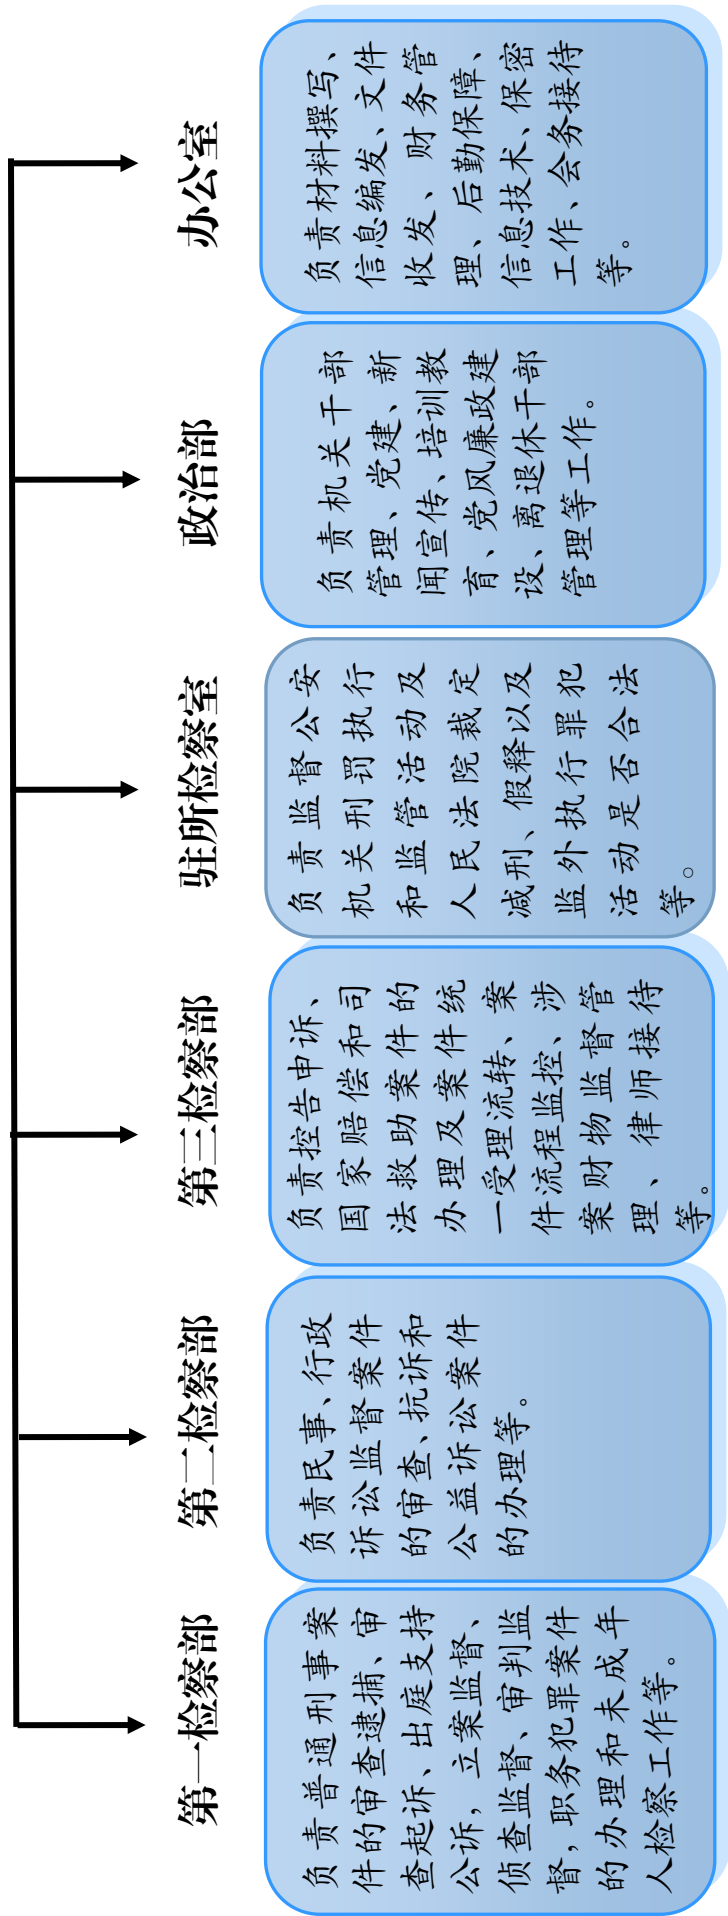 第一检察部
负责普通刑事案
件的审查逮捕、审
查起诉、出庭支持
公诉，立案监督、
侦查监督、审判监
督，职务犯罪案件
的办理和未成年
人检察工作等。
第二检察部
负责民事、行政
诉讼监督案件
的审查、抗诉和
公益诉讼案件
的办理等。
第三检察部
负责控告申诉、
国家赔偿和司
法救助案件的
办理及案件统
一受理流转、案
件流程监控、涉
案财物监督管
理、律师接待
等。
驻所检察室
负责监督公安
机关刑罚执行
和监管活动及
人民法院裁定
减刑、假释以及
监外执行罪犯
活动是否合法
等。
政治部
负责机关干部
管理、党建、新
闻宣传、培训教
育、党风廉政建
设、离退休干部
管理等工作。
办公室
负责材料撰写、
信息编发、文件
收发、财务管
理、后勤保障、
信息技术、保密
工作、会务接待
等。